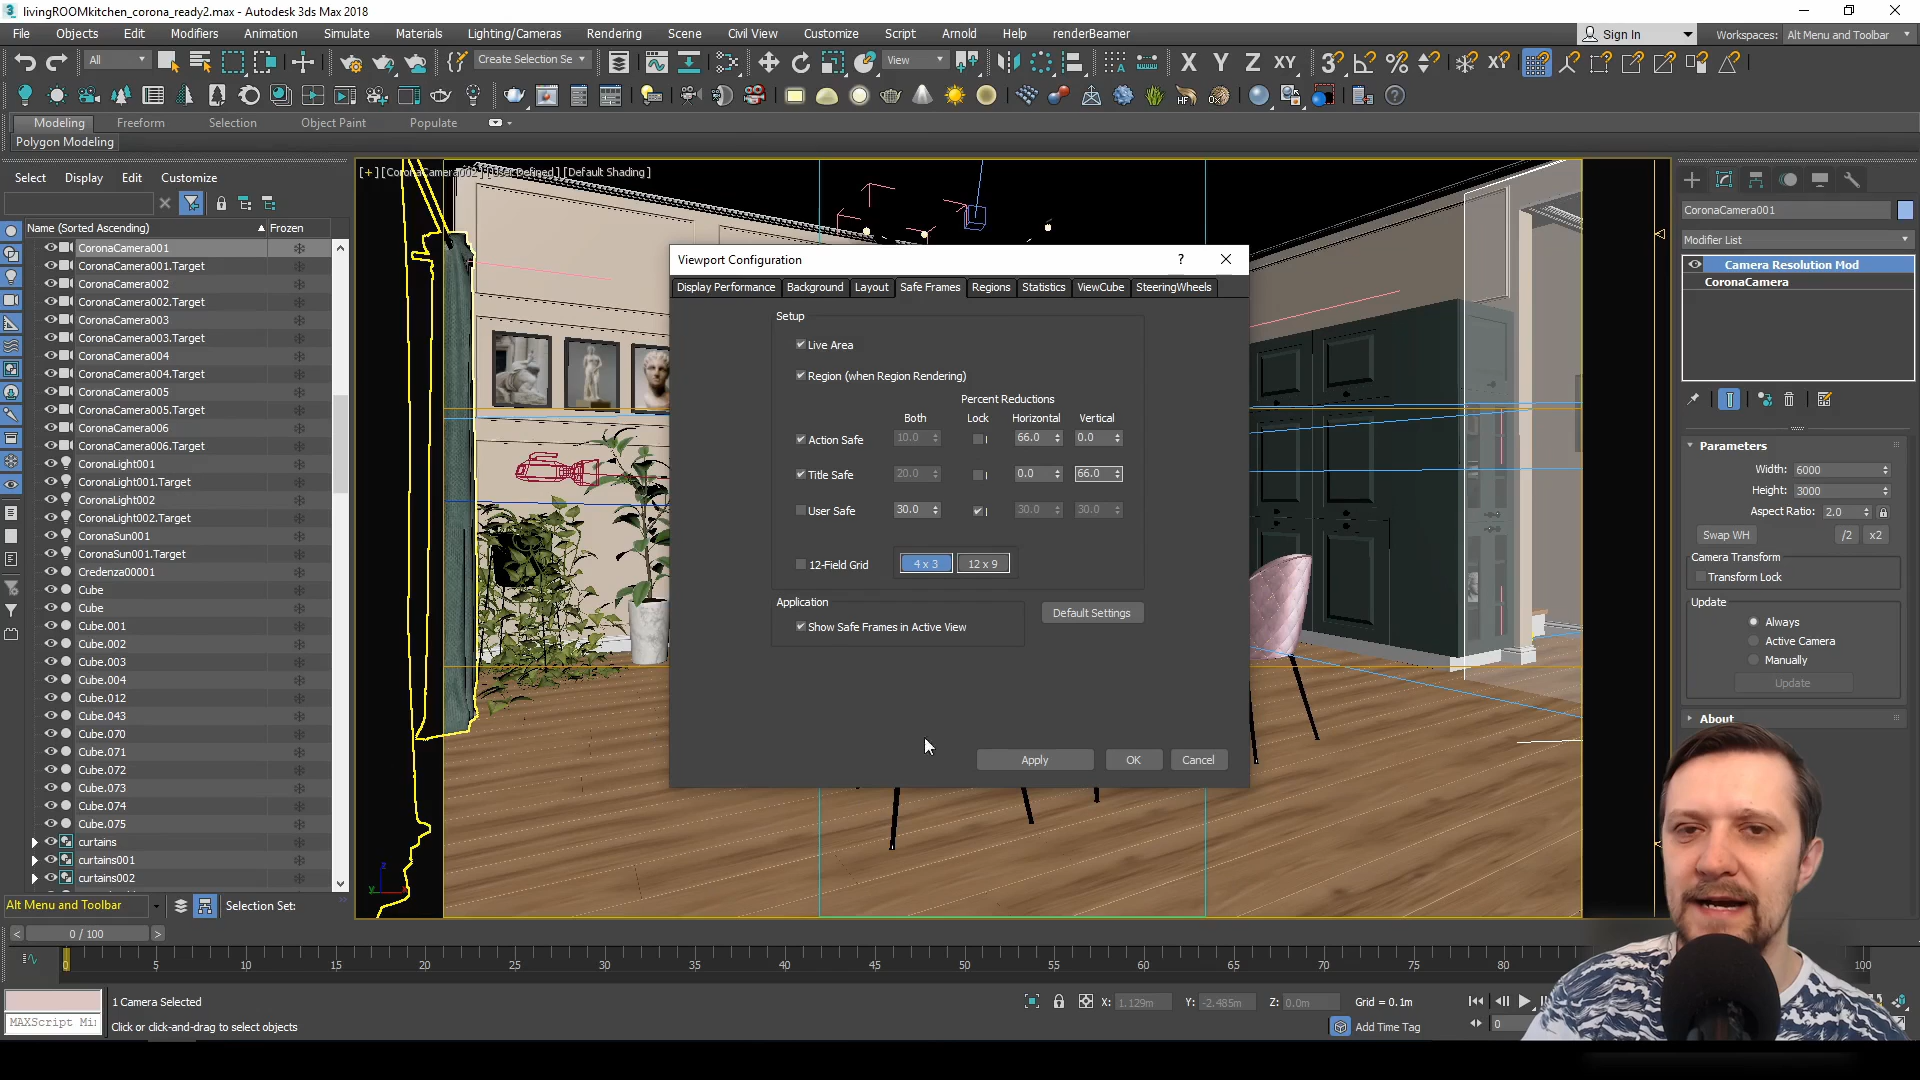 livingROOMkitchen_corona_ready2.max - Autodesk 3ds Max 2018
File Objects Edit Modifiers Animation Simulate Materials Lighting/Cameras Rendering Scene Civil View Customize Script Arnold Help renderBeamer
Sign In Workspaces: Alt Menu and Toolbar
All Create Selection Se View X Y Z XY
Modeling Freeform Selection Object Paint Populate
Polygon Modeling
Select Display Edit Customize
[+] [CoronaCamera002] [User Defined] [Default Shading]
Name (Sorted Ascending) Frozen
CoronaCamera001
CoronaCamera001.Target
CoronaCamera002
CoronaCamera002.Target
CoronaCamera003
CoronaCamera003.Target
CoronaCamera004
CoronaCamera004.Target
CoronaCamera005
CoronaCamera005.Target
CoronaCamera006
CoronaCamera006.Target
CoronaLight001
CoronaLight001.Target
CoronaLight002
CoronaLight002.Target
CoronaSun001
CoronaSun001.Target
Credenza00001
Cube
Cube
Cube.001
Cube.002
Cube.003
Cube.004
Cube.012
Cube.043
Cube.070
Cube.071
Cube.072
Cube.073
Cube.074
Cube.075
curtains
curtains001
curtains002
Alt Menu and Toolbar Selection Set:
Viewport Configuration ?
Display Performance Background Layout Safe Frames Regions Statistics ViewCube SteeringWheels
Setup
Live Area
Region (when Region Rendering)
Percent Reductions
Both Lock Horizontal Vertical
Action Safe 10.0 66.0 0.0
Title Safe 20.0 0.0 66.0
User Safe 30.0 30.0 30.0
12-Field Grid 4 x 3 12 x 9
Application
Show Safe Frames in Active View
Default Settings
Apply OK Cancel
CoronaCamera001
Modifier List
Camera Resolution Mod
CoronaCamera
Parameters
Width: 6000
Height: 3000
Aspect Ratio: 2.0
Swap WH /2 x2
Camera Transform
Transform Lock
Update
Always
Active Camera
Manually
Update
About
< 0 / 100 >
0 5 10 15 20 25 30 35 40 45 50 55 60 65 70 75 80 100
1 Camera Selected X: 1.129m Y: -2.485m Z: 0.0m Grid = 0.1m
MAXScript Mi Click or click-and-drag to select objects Add Time Tag 0